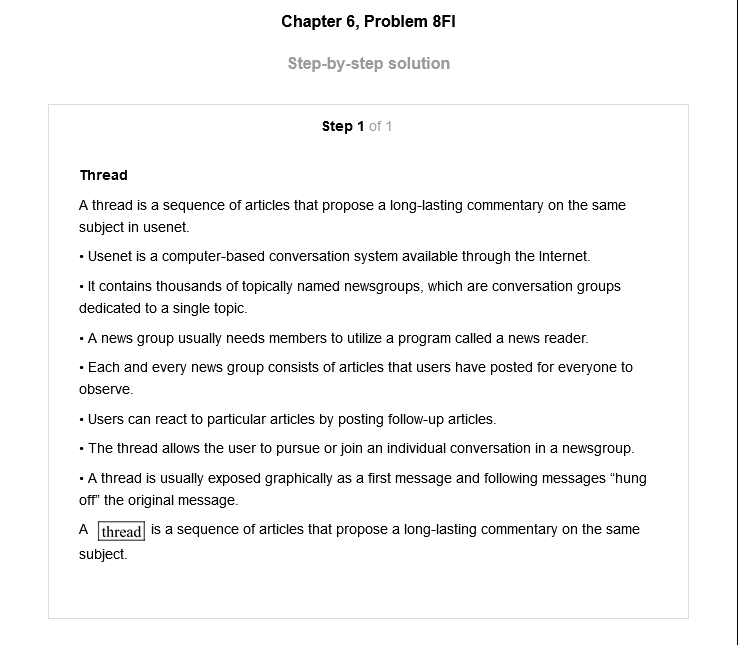 Chapter 6, Problem 8FI
Step-by-step solution
Step 1 of 1
Thread
A thread is a sequence of articles that propose a long-lasting commentary on the same
subject in usenet.
• Usenet is a computer-based conversation system available through the Internet.
• It contains thousands of topically named newsgroups, which are conversation groups
dedicated to a single topic.
• A news group usually needs members to utilize a program called a news reader.
• Each and every news group consists of articles that users have posted for everyone to
observe.
• Users can react to particular articles by posting follow-up articles.
• The thread allows the user to pursue or join an individual conversation in a newsgroup.
• A thread is usually exposed graphically as a first message and following messages “hung
off” the original message.
A thread is a sequence of articles that propose a long-lasting commentary on the same
subject.